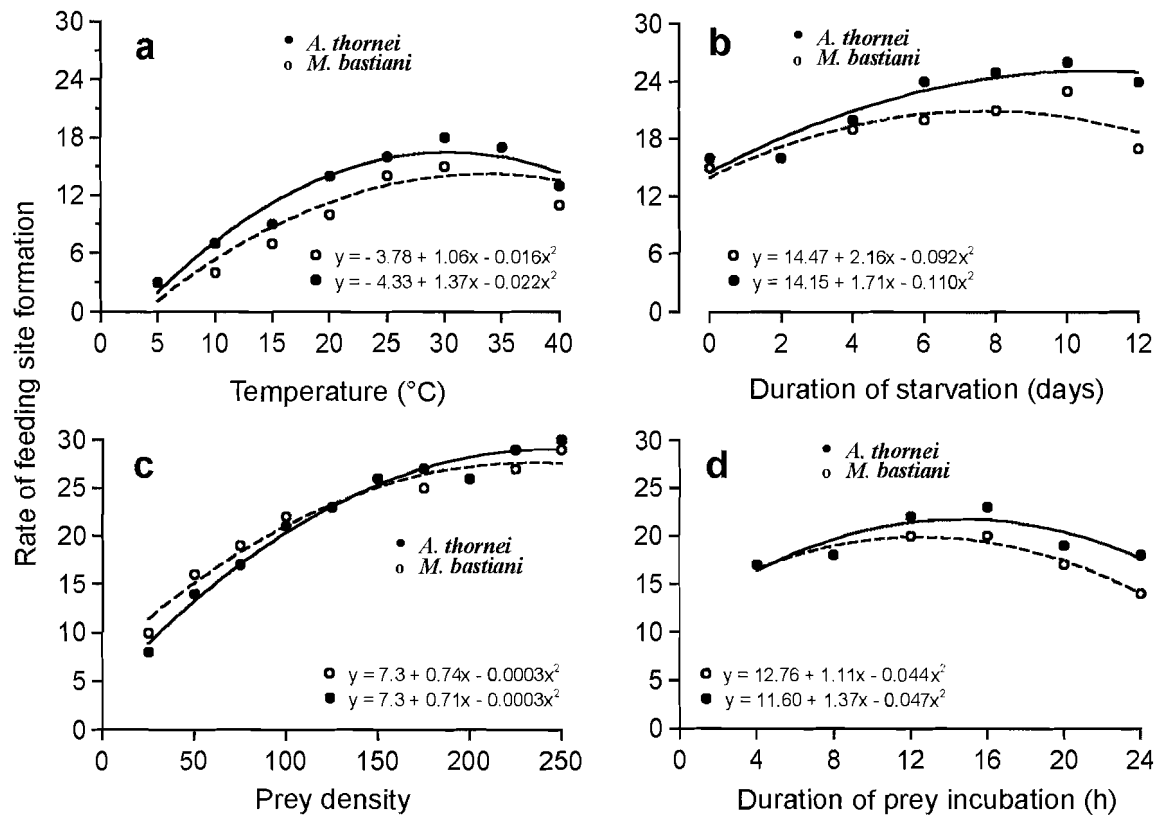 Rate of feeding site formation
a
A. thornei
M. bastiani
30
24
18
12
6
0
y = - 3.78 + 1.06x - 0.016x²
y = - 4.33 + 1.37x - 0.022x²
0 5 10 15 20 25 30 35 40
Temperature (°C)
b
A. thornei
M. bastiani
30
24
18
12
6
0
y = 14.47 + 2.16x - 0.092x²
y = 14.15 + 1.71x - 0.110x²
0 2 4 6 8 10 12
Duration of starvation (days)
c
30
25
20
15
10
5
0
A. thornei
M. bastiani
y = 7.3 + 0.74x - 0.0003x²
y = 7.3 + 0.71x - 0.0003x²
0 50 100 150 200 250
Prey density
d
A. thornei
M. bastiani
30
25
20
15
10
5
0
y = 12.76 + 1.11x - 0.044x²
y = 11.60 + 1.37x - 0.047x²
0 4 8 12 16 20 24
Duration of prey incubation (h)